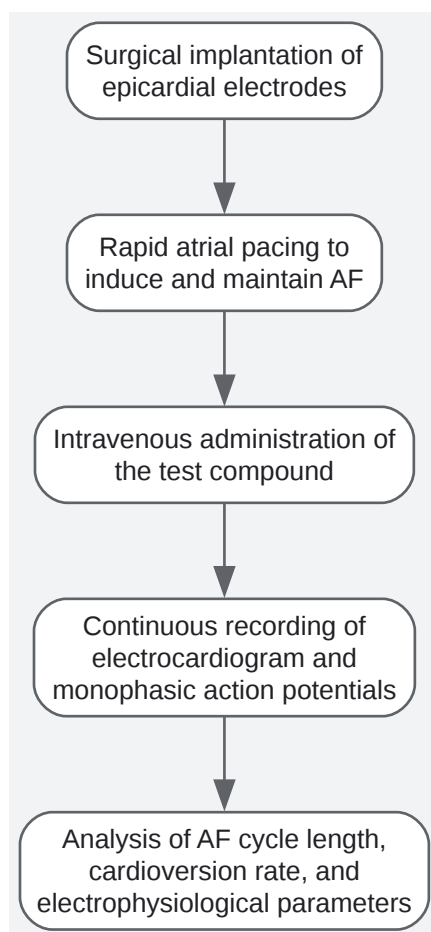 Surgical implantation of
epicardial electrodes
Rapid atrial pacing to
induce and maintain AF
Intravenous administration of
the test compound
Continuous recording of
electrocardiogram and
monophasic action potentials
Analysis of AF cycle length,
cardioversion rate, and
electrophysiological parameters